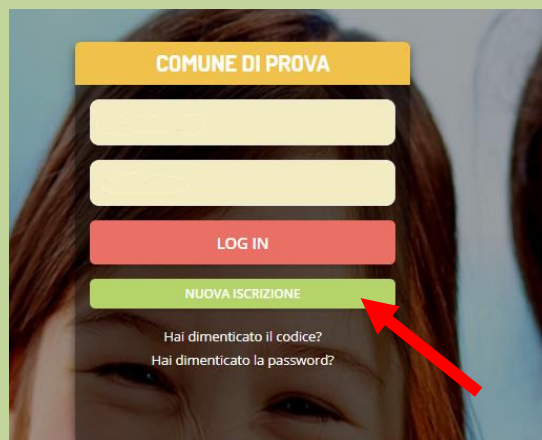 COMUNE DI PROVA
LOG IN
NUOVA ISCRIZIONE
Hai dimenticato il codice?
Hai dimenticato la password?